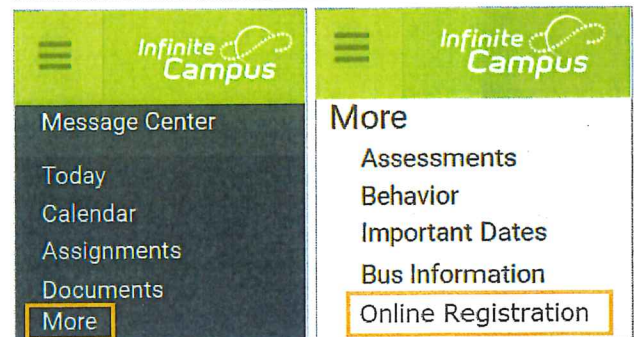 Infinite
Campus
Message Center
Today
Calendar
Assignments
Documents
More
Infinite
Campus
More
Assessments
Behavior
Important Dates
Bus Information
Online Registration